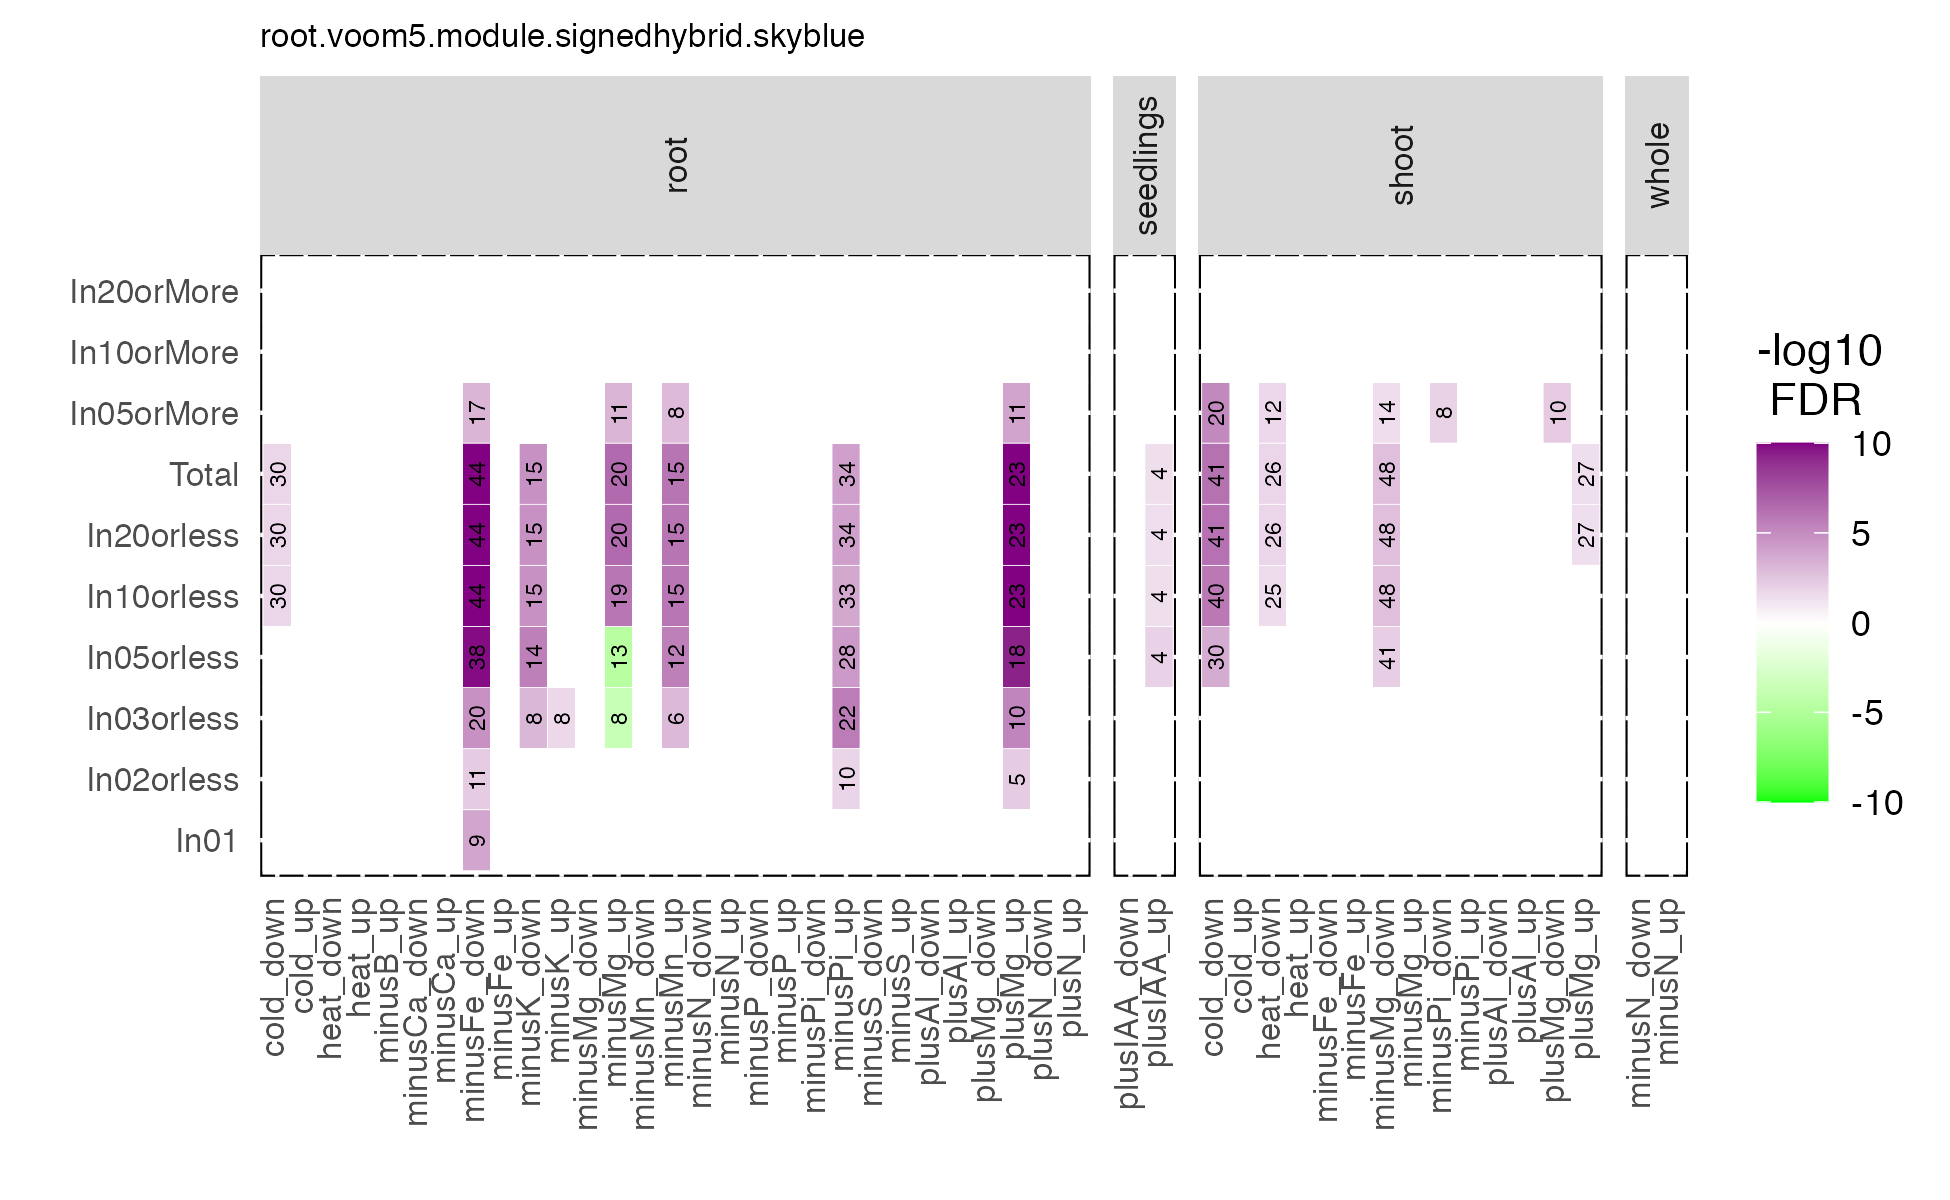 root.voom5.module.signedhybrid.skyblue
root seedlings shoot whole
In20orMore
In10orMore
In05orMore 17 11 8 11 20 12 14 8 10
Total 30 44 15 20 15 34 23 4 41 26 48 27
In20orless 30 44 15 20 15 34 23 4 41 26 48 27
In10orless 30 44 15 19 15 33 23 4 40 25 48
In05orless 38 14 13 12 28 18 4 30 41
In03orless 20 8 8 8 6 22 10
In02orless 11 10 5
In01 9
cold_down
cold_up
heat_down
heat_up
minusB_up
minusCa_down
minusCa_up
minusFe_down
minusFe_up
minusK_down
minusK_up
minusMg_down
minusMg_up
minusMn_down
minusMn_up
minusN_down
minusN_up
minusP_down
minusP_up
minusPi_down
minusPi_up
minusS_down
minusS_up
plusAl_down
plusAl_up
plusMg_down
plusMg_up
plusN_down
plusN_up
plusIAA_down
plusIAA_up
cold_down
cold_up
heat_down
heat_up
minusFe_down
minusFe_up
minusMg_down
minusMg_up
minusPi_down
minusPi_up
plusAl_down
plusAl_up
plusMg_down
plusMg_up
minusN_down
minusN_up
-log10
FDR
10
5
0
-5
-10